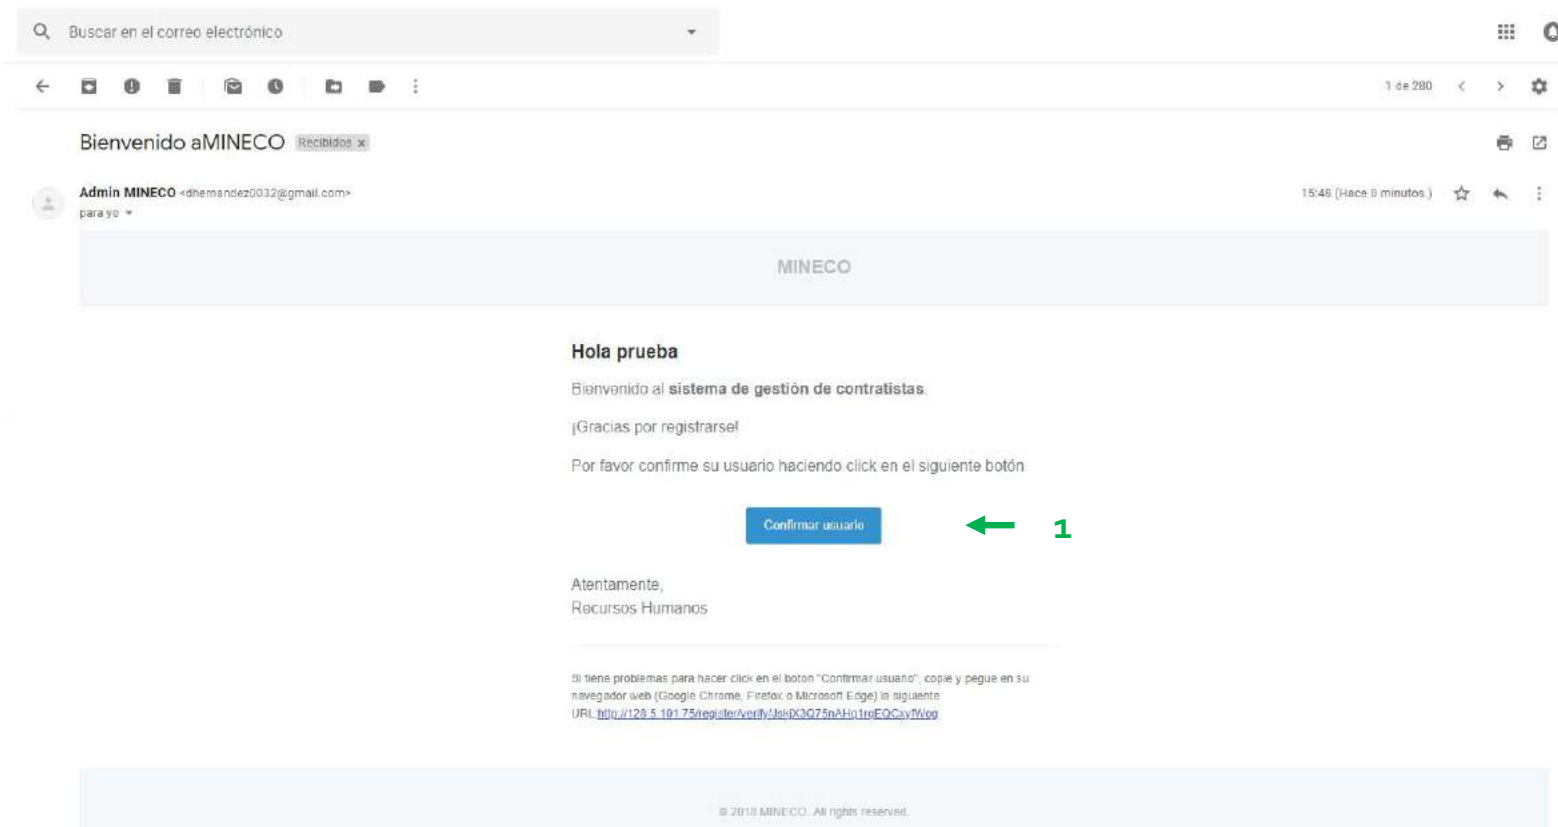 Buscar en el correo electrónico
1 de 280
Bienvenido aMINECO Recibidos x
Admin MINECO <dhernandez0032@gmail.com>
15:46 (Hace 0 minutos.)
para yo
MINECO
Hola prueba
Bienvenido al sistema de gestión de contratistas.
¡Gracias por registrarse!
Por favor confirme su usuario haciendo click en el siguiente botón
Confirmar usuario
1
Atentamente,
Recursos Humanos
Si tiene problemas para hacer click en el boton "Confirmar usuario", copie y pegue en su
navegador web (Google Chrome, Firefox o Microsoft Edge) la siguiente
URL:
© 2018 MINECO. All rights reserved.